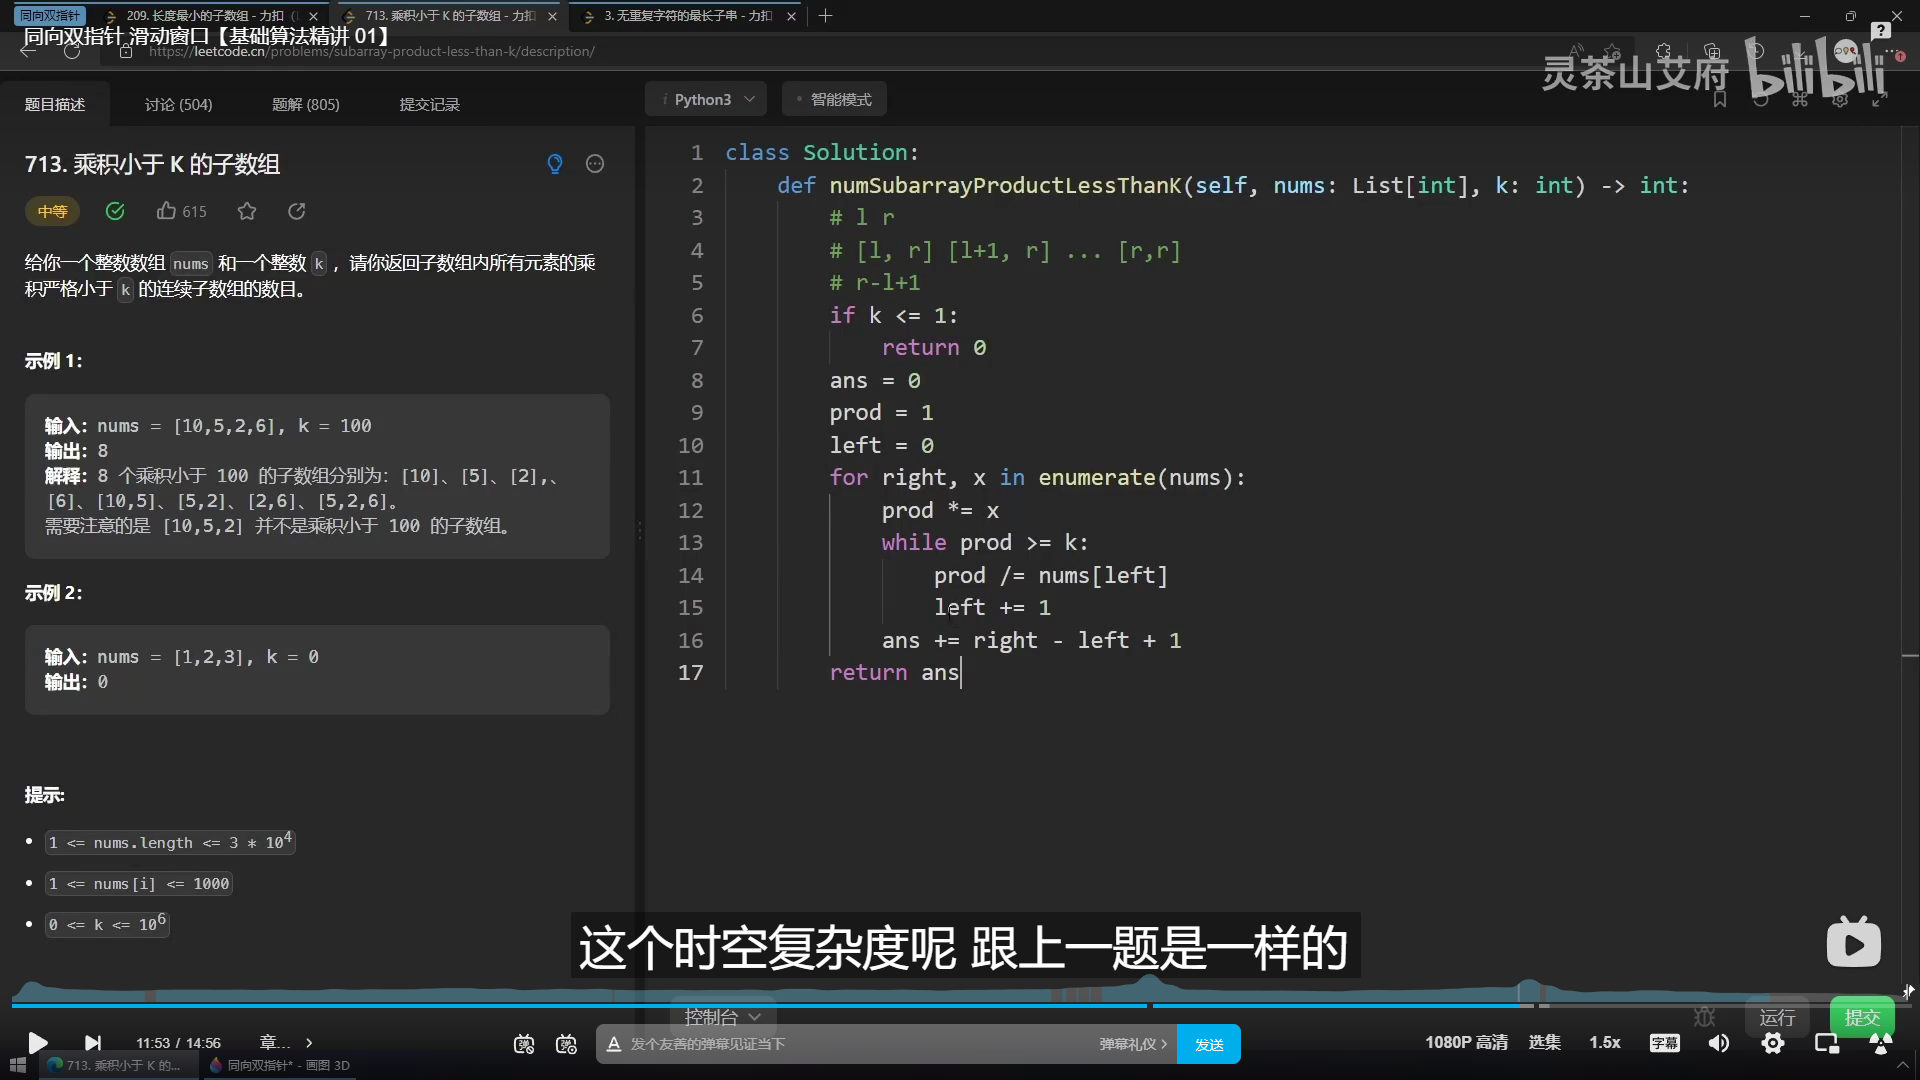 同向双指针
209. 长度最小的子数组 - 力扣
713. 乘积小于 K 的子数组 - 力扣
3. 无重复字符的最长子串 - 力扣
同向双指针 滑动窗口【基础算法精讲 01】
https://leetcode.cn/problems/subarray-product-less-than-k/description/
灵茶山艾府 bilibili
题目描述
讨论 (504)
题解 (805)
提交记录
i Python3
智能模式
713. 乘积小于 K 的子数组
中等
615
给你一个整数数组 nums 和一个整数 k ，请你返回子数组内所有元素的乘
积严格小于 k 的连续子数组的数目。
示例 1：
输入：nums = [10,5,2,6], k = 100
输出：8
解释：8 个乘积小于 100 的子数组分别为：[10]、[5]、[2],、
[6]、[10,5]、[5,2]、[2,6]、[5,2,6]。
需要注意的是 [10,5,2] 并不是乘积小于 100 的子数组。
示例 2：
输入：nums = [1,2,3], k = 0
输出：0
提示:
1 <= nums.length <= 3 * 10^4
1 <= nums[i] <= 1000
0 <= k <= 10^6
1 class Solution:
2 def numSubarrayProductLessThanK(self, nums: List[int], k: int) -> int:
3 # l r
4 # [l, r] [l+1, r] ... [r,r]
5 # r-l+1
6 if k <= 1:
7 return 0
8 ans = 0
9 prod = 1
10 left = 0
11 for right, x in enumerate(nums):
12 prod *= x
13 while prod >= k:
14 prod /= nums[left]
15 left += 1
16 ans += right - left + 1
17 return ans
这个时空复杂度呢 跟上一题是一样的
控制台
运行
提交
11:53 / 14:56
章...
发个友善的弹幕见证当下
弹幕礼仪
发送
1080P 高清
选集
1.5x
字幕
713. 乘积小于 K 的...
同向双指针* - 画图 3D